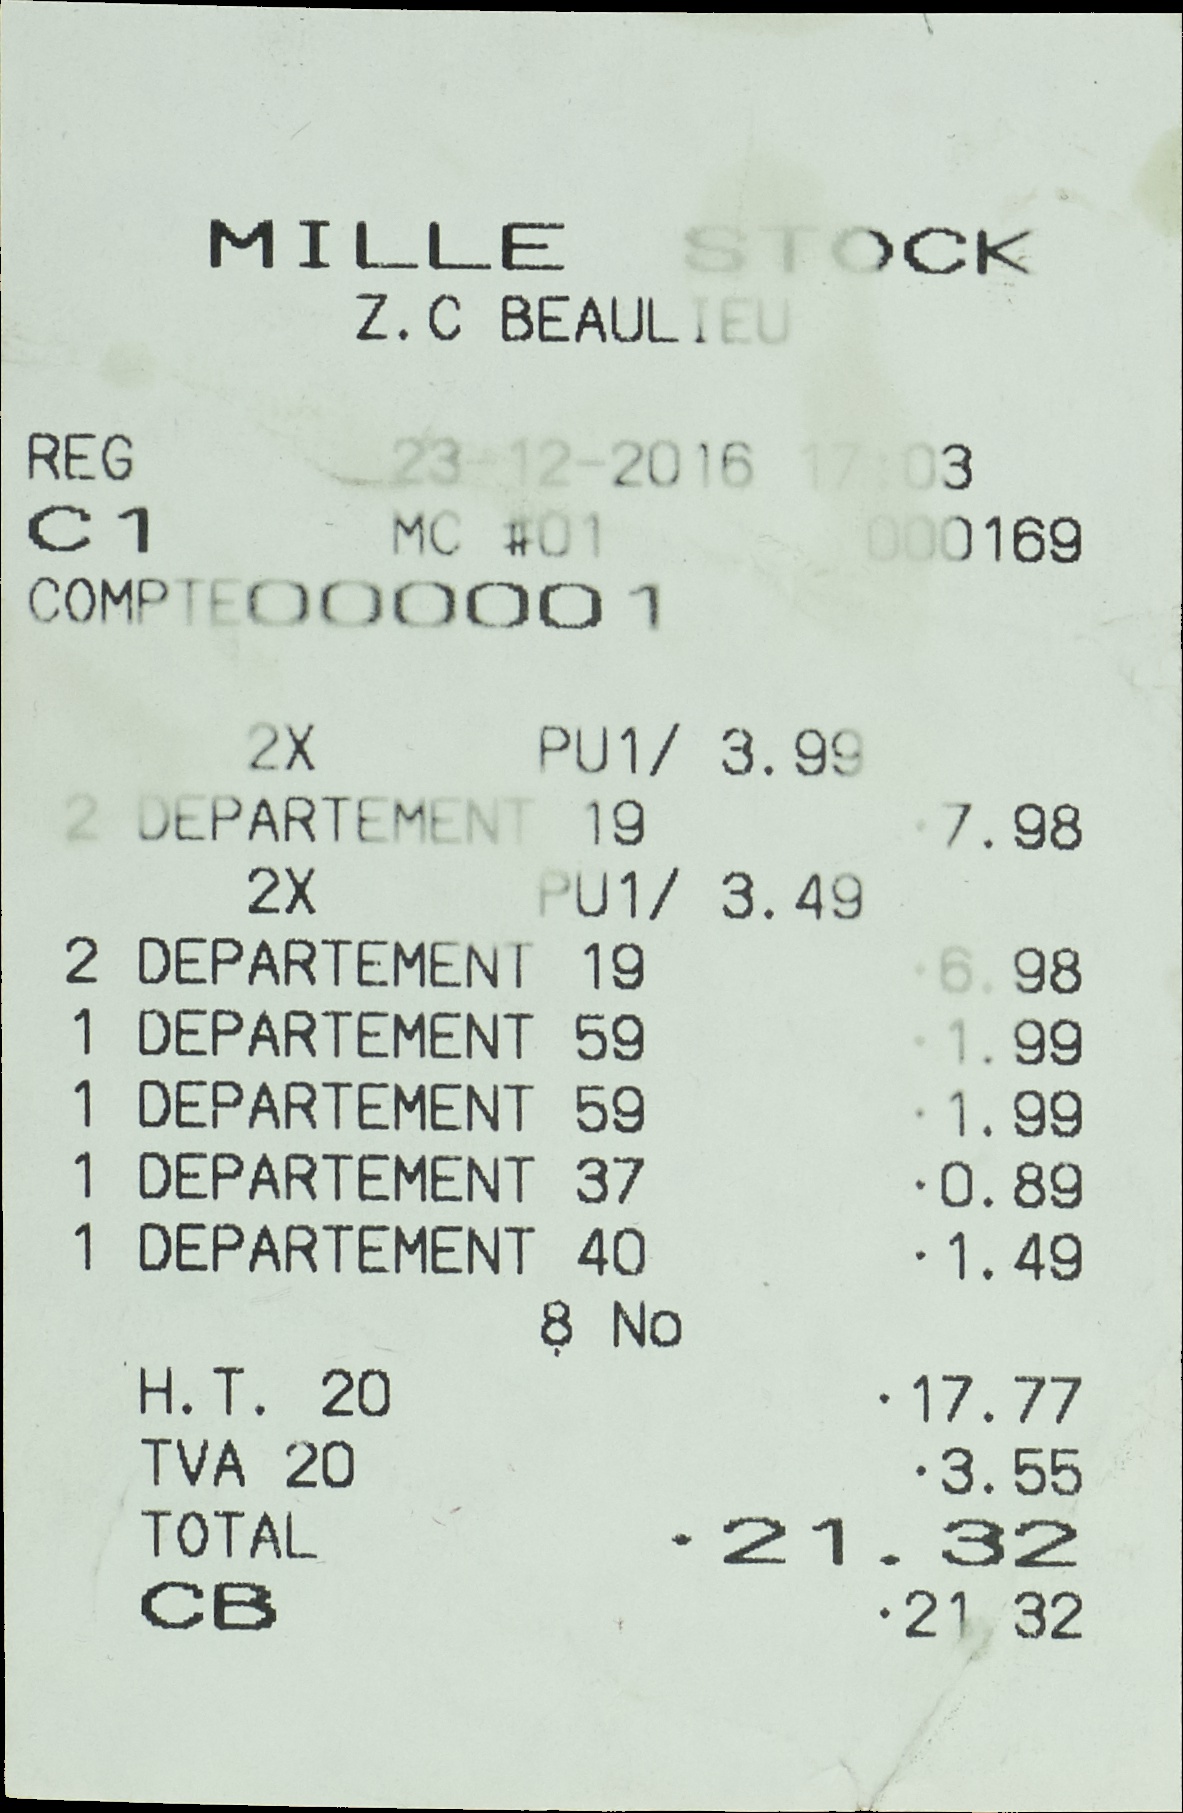 MILLE STOCK
Z.C BEAULIEU
REG 23-12-2016 17:03
C1 MC #01 000169
COMPTE000001
2X PU1/ 3.99
2 DEPARTEMENT 19 ·7.98
2X PU1/ 3.49
2 DEPARTEMENT 19 ·6.98
1 DEPARTEMENT 59 ·1.99
1 DEPARTEMENT 59 ·1.99
1 DEPARTEMENT 37 ·0.89
1 DEPARTEMENT 40 ·1.49
8 No
H.T. 20 ·17.77
TVA 20 ·3.55
TOTAL ·21.32
CB ·21 32